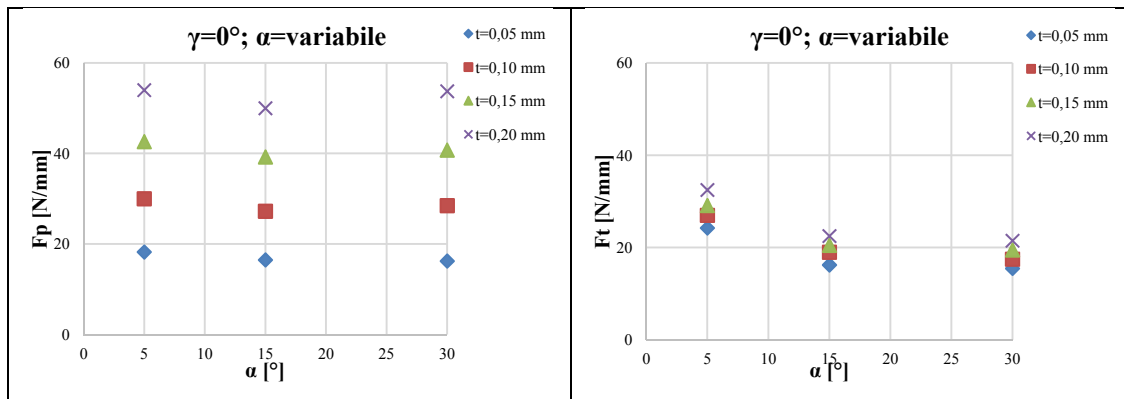 γ=0°; α=variabile
t=0,05 mm
t=0,10 mm
t=0,15 mm
t=0,20 mm
60
40
20
0
Fp [N/mm]
0 5 10 15 20 25 30
α [°]
γ=0°; α=variabile
t=0,05 mm
t=0,10 mm
t=0,15 mm
t=0,20 mm
60
40
20
0
Ft [N/mm]
0 5 10 15 20 25 30
α [°]